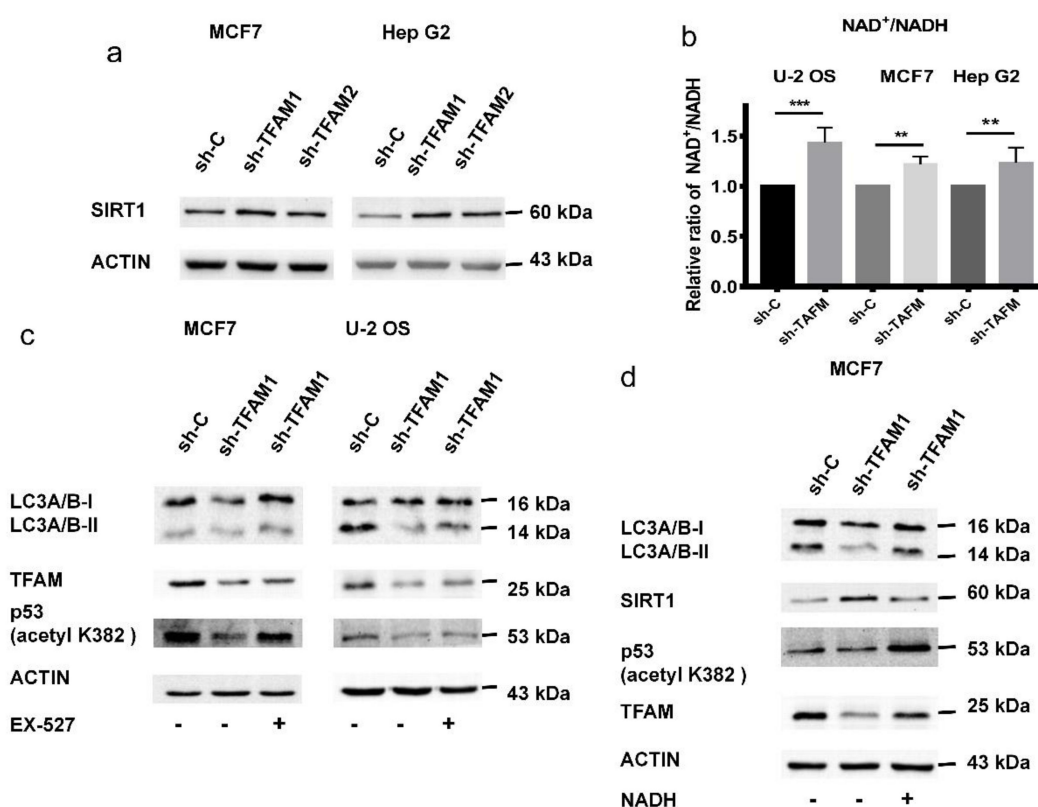 a
MCF7 Hep G2
sh-C sh-TFAM1 sh-TFAM2 sh-C sh-TFAM1 sh-TFAM2
SIRT1 60 kDa
ACTIN 43 kDa
b
NAD⁺/NADH
U-2 OS MCF7 Hep G2
Relative ratio of NAD⁺/NADH
*** ** **
1.5
1.0
0.5
0.0
sh-C sh-TAFM sh-C sh-TAFM sh-C sh-TAFM
c
MCF7 U-2 OS
sh-C sh-TFAM1 sh-TFAM1 sh-C sh-TFAM1 sh-TFAM1
LC3A/B-I 16 kDa
LC3A/B-II 14 kDa
TFAM 25 kDa
p53
(acetyl K382 ) 53 kDa
ACTIN 43 kDa
EX-527 - - + - - +
d
MCF7
sh-C sh-TFAM1 sh-TFAM1
LC3A/B-I 16 kDa
LC3A/B-II 14 kDa
SIRT1 60 kDa
p53 53 kDa
(acetyl K382 )
TFAM 25 kDa
ACTIN 43 kDa
NADH - - +